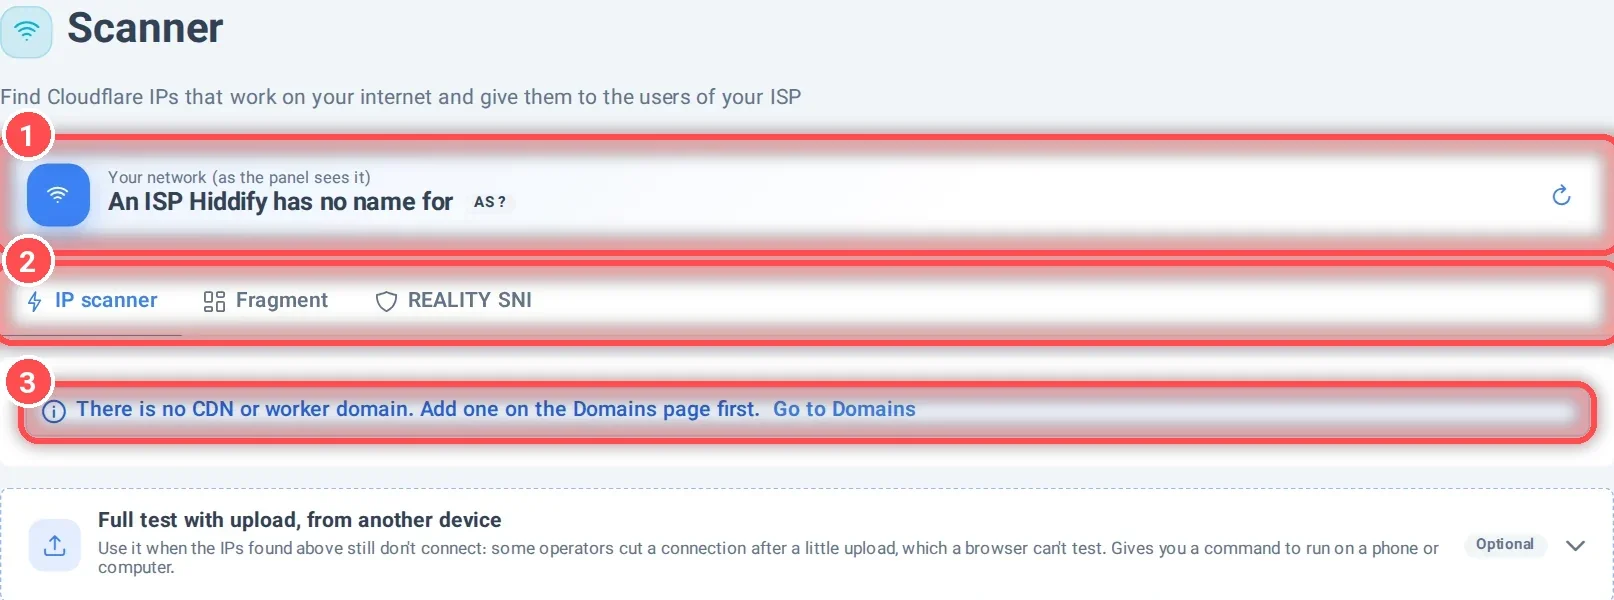 Scanner
Find Cloudflare IPs that work on your internet and give them to the users of your ISP
1
Your network (as the panel sees it)
An ISP Hiddify has no name for AS ?
2
IP scanner Fragment REALITY SNI
3
There is no CDN or worker domain. Add one on the Domains page first. Go to Domains
Full test with upload, from another device
Use it when the IPs found above still don't connect: some operators cut a connection after a little upload, which a browser can't test. Gives you a command to run on a phone or
computer.
Optional